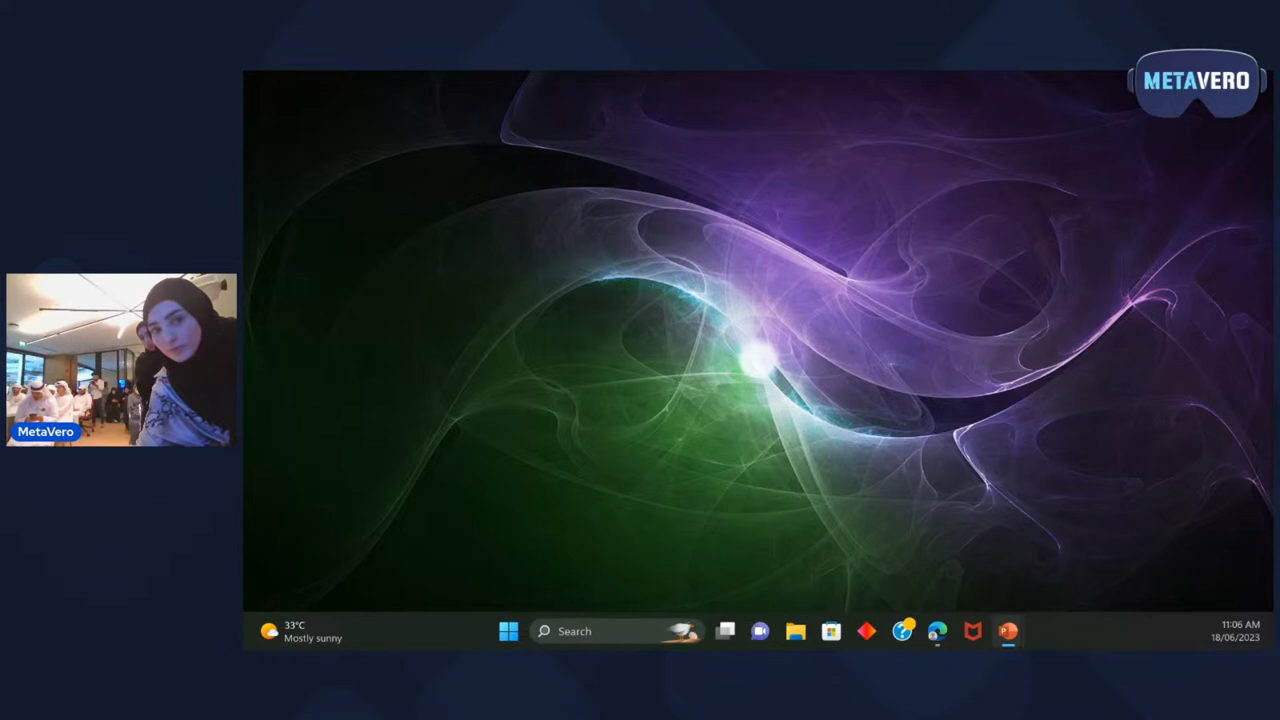 METAVERO
MetaVero
33°C
Mostly sunny
Search
11:06 AM
18/06/2023